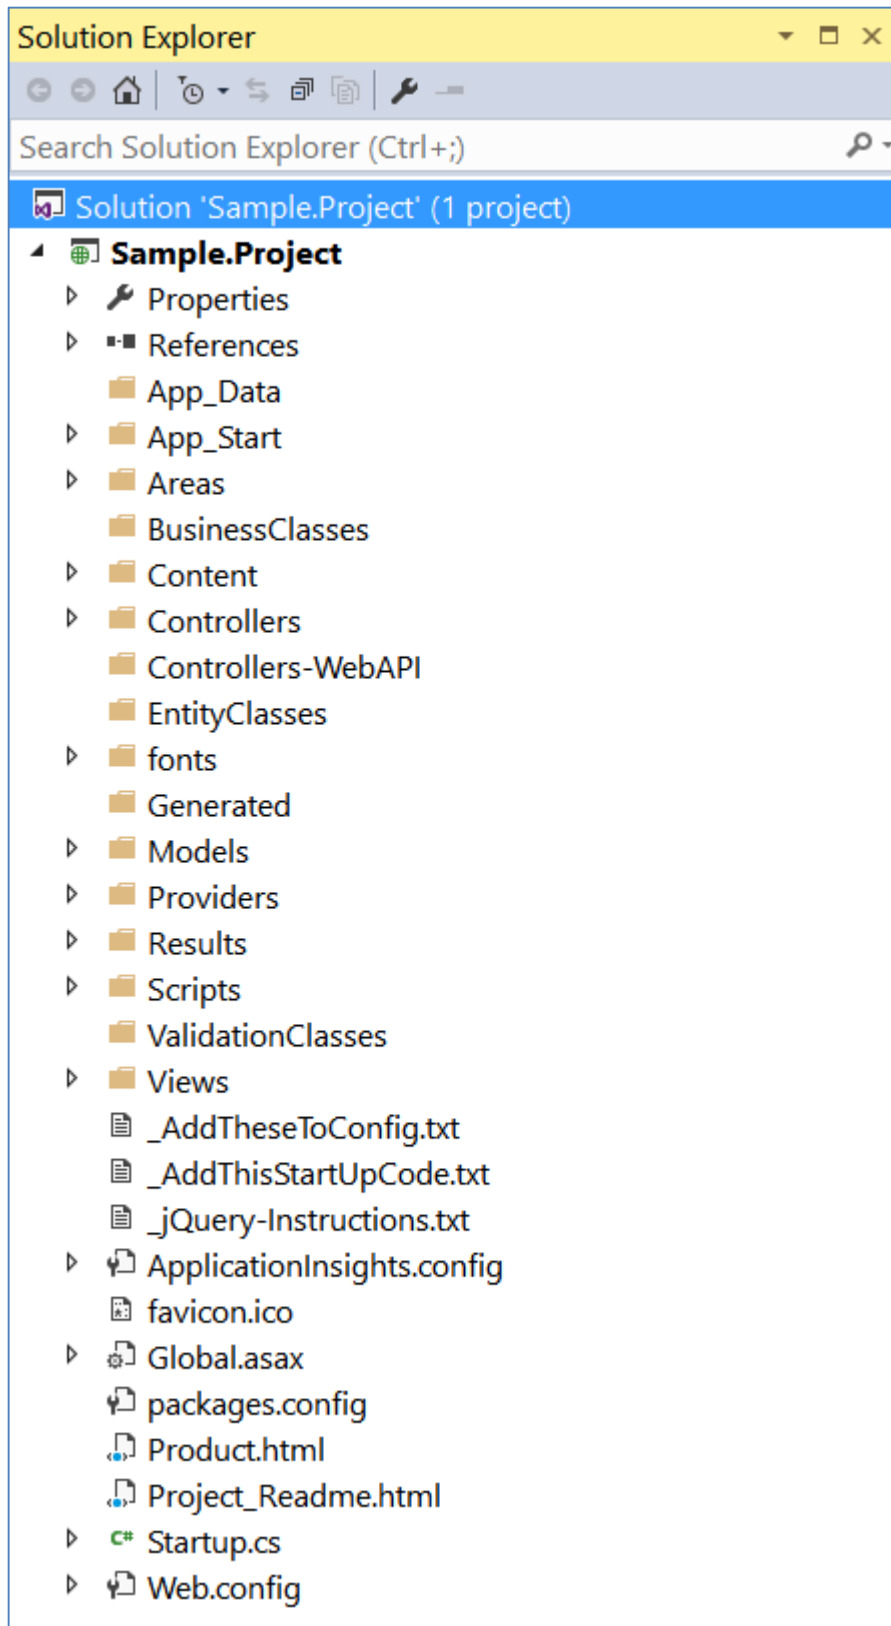 Solution Explorer
Search Solution Explorer (Ctrl+;)
Solution 'Sample.Project' (1 project)
Sample.Project
Properties
References
App_Data
App_Start
Areas
BusinessClasses
Content
Controllers
Controllers-WebAPI
EntityClasses
fonts
Generated
Models
Providers
Results
Scripts
ValidationClasses
Views
_AddTheseToConfig.txt
_AddThisStartUpCode.txt
_jQuery-Instructions.txt
ApplicationInsights.config
favicon.ico
Global.asax
packages.config
Product.html
Project_Readme.html
C# Startup.cs
Web.config